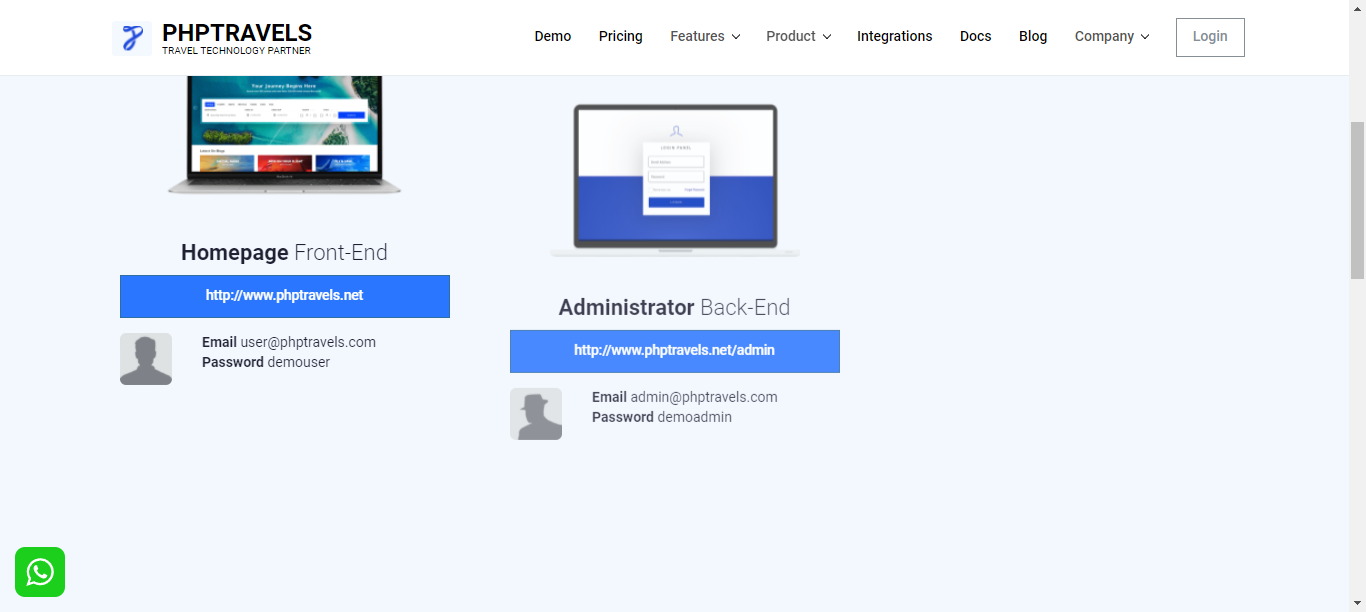 PHPTRAVELS
TRAVEL TECHNOLOGY PARTNER
Demo
Pricing
Features
Product
Integrations
Docs
Blog
Company
Login
Your Journey Begins Here
Homepage Front-End
http://www.phptravels.net
Email user@phptravels.com
Password demouser
LOGIN PANEL
Administrator Back-End
http://www.phptravels.net/admin
Email admin@phptravels.com
Password demoadmin